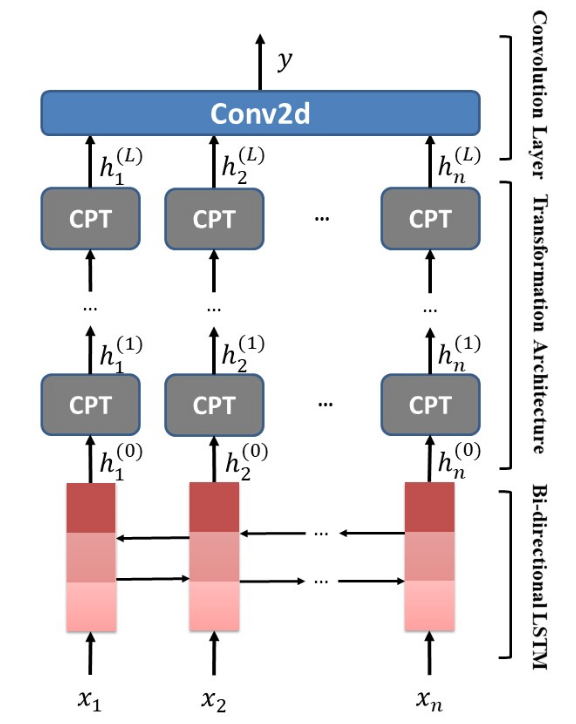 y
Conv2d
h_1^{(L)} h_2^{(L)} h_n^{(L)}
CPT CPT ... CPT
... ... ...
h_1^{(1)} h_2^{(1)} h_n^{(1)}
CPT CPT ... CPT
h_1^{(0)} h_2^{(0)} h_n^{(0)}
...
...
x_1 x_2 x_n
Convolution Layer
Transformation Architecture
Bi-directional LSTM